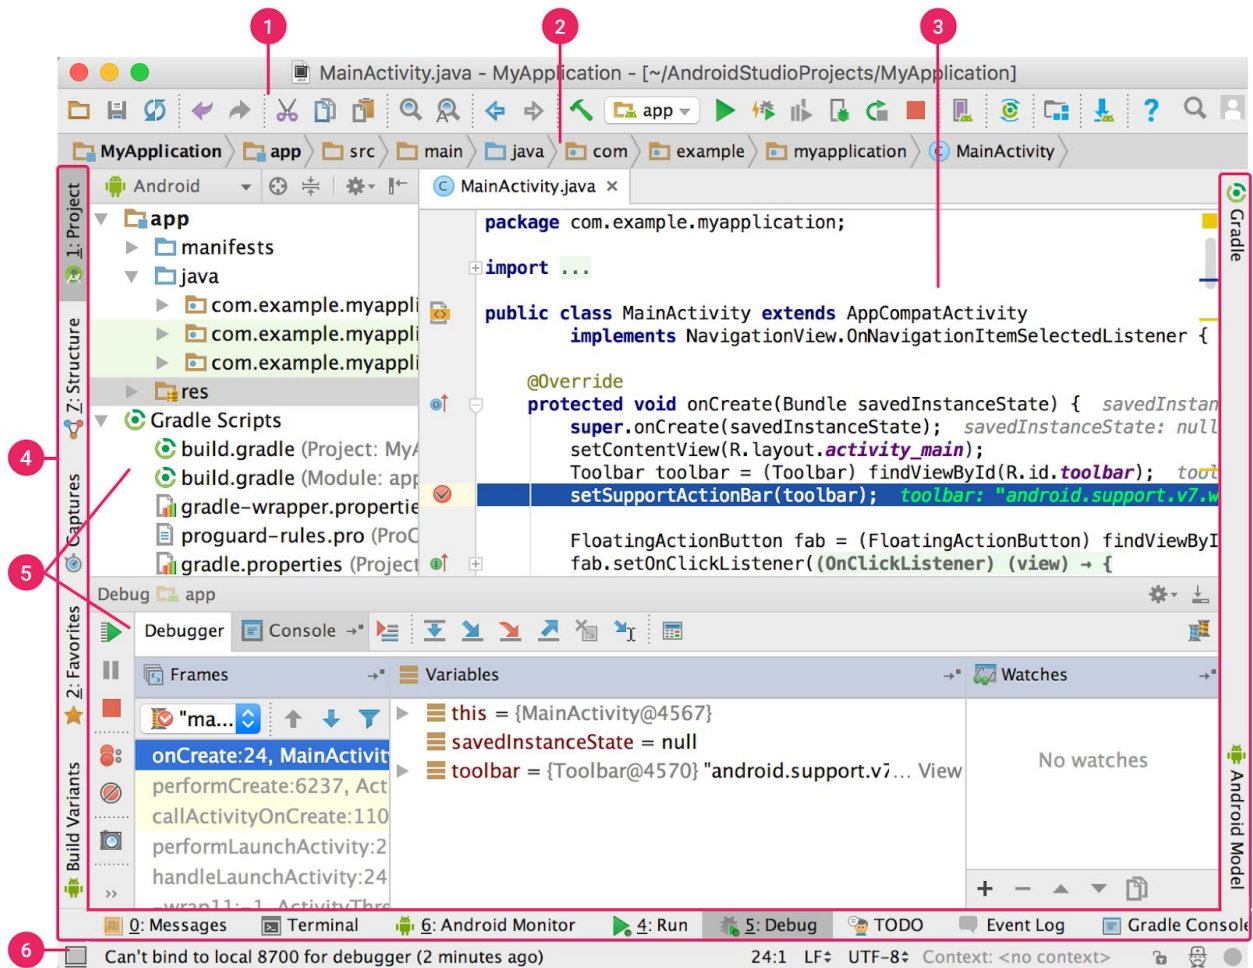 1
2
3
MainActivity.java - MyApplication - [~/AndroidStudioProjects/MyApplication]
app
MyApplication app src main java com example myapplication MainActivity
1: Project
Z: Structure
Captures
2: Favorites
Build Variants
4
5
6
Android
app
manifests
java
com.example.myappli
com.example.myappli
com.example.myappli
res
Gradle Scripts
build.gradle (Project: MyA
build.gradle (Module: app
gradle-wrapper.propertie
proguard-rules.pro (ProC
gradle.properties (Project
MainActivity.java
package com.example.myapplication;
import ...
public class MainActivity extends AppCompatActivity
implements NavigationView.OnNavigationItemSelectedListener {
@Override
protected void onCreate(Bundle savedInstanceState) { savedInstan
super.onCreate(savedInstanceState); savedInstanceState: null
setContentView(R.layout.activity_main);
Toolbar toolbar = (Toolbar) findViewById(R.id.toolbar); tool
setSupportActionBar(toolbar); toolbar: "android.support.v7.w
FloatingActionButton fab = (FloatingActionButton) findViewByI
fab.setOnClickListener((OnClickListener) (view) → {
Gradle
Android Model
Debug app
Debugger Console
Frames Variables Watches
"ma...
onCreate:24, MainActivit
performCreate:6237, Act
callActivityOnCreate:110
performLaunchActivity:2
handleLaunchActivity:24
-wrap11:-1, ActivityThre
this = {MainActivity@4567}
savedInstanceState = null
toolbar = {Toolbar@4570} "android.support.v7... View
No watches
0: Messages Terminal 6: Android Monitor 4: Run 5: Debug TODO Event Log Gradle Console
Can't bind to local 8700 for debugger (2 minutes ago) 24:1 LF UTF-8 Context: <no context>